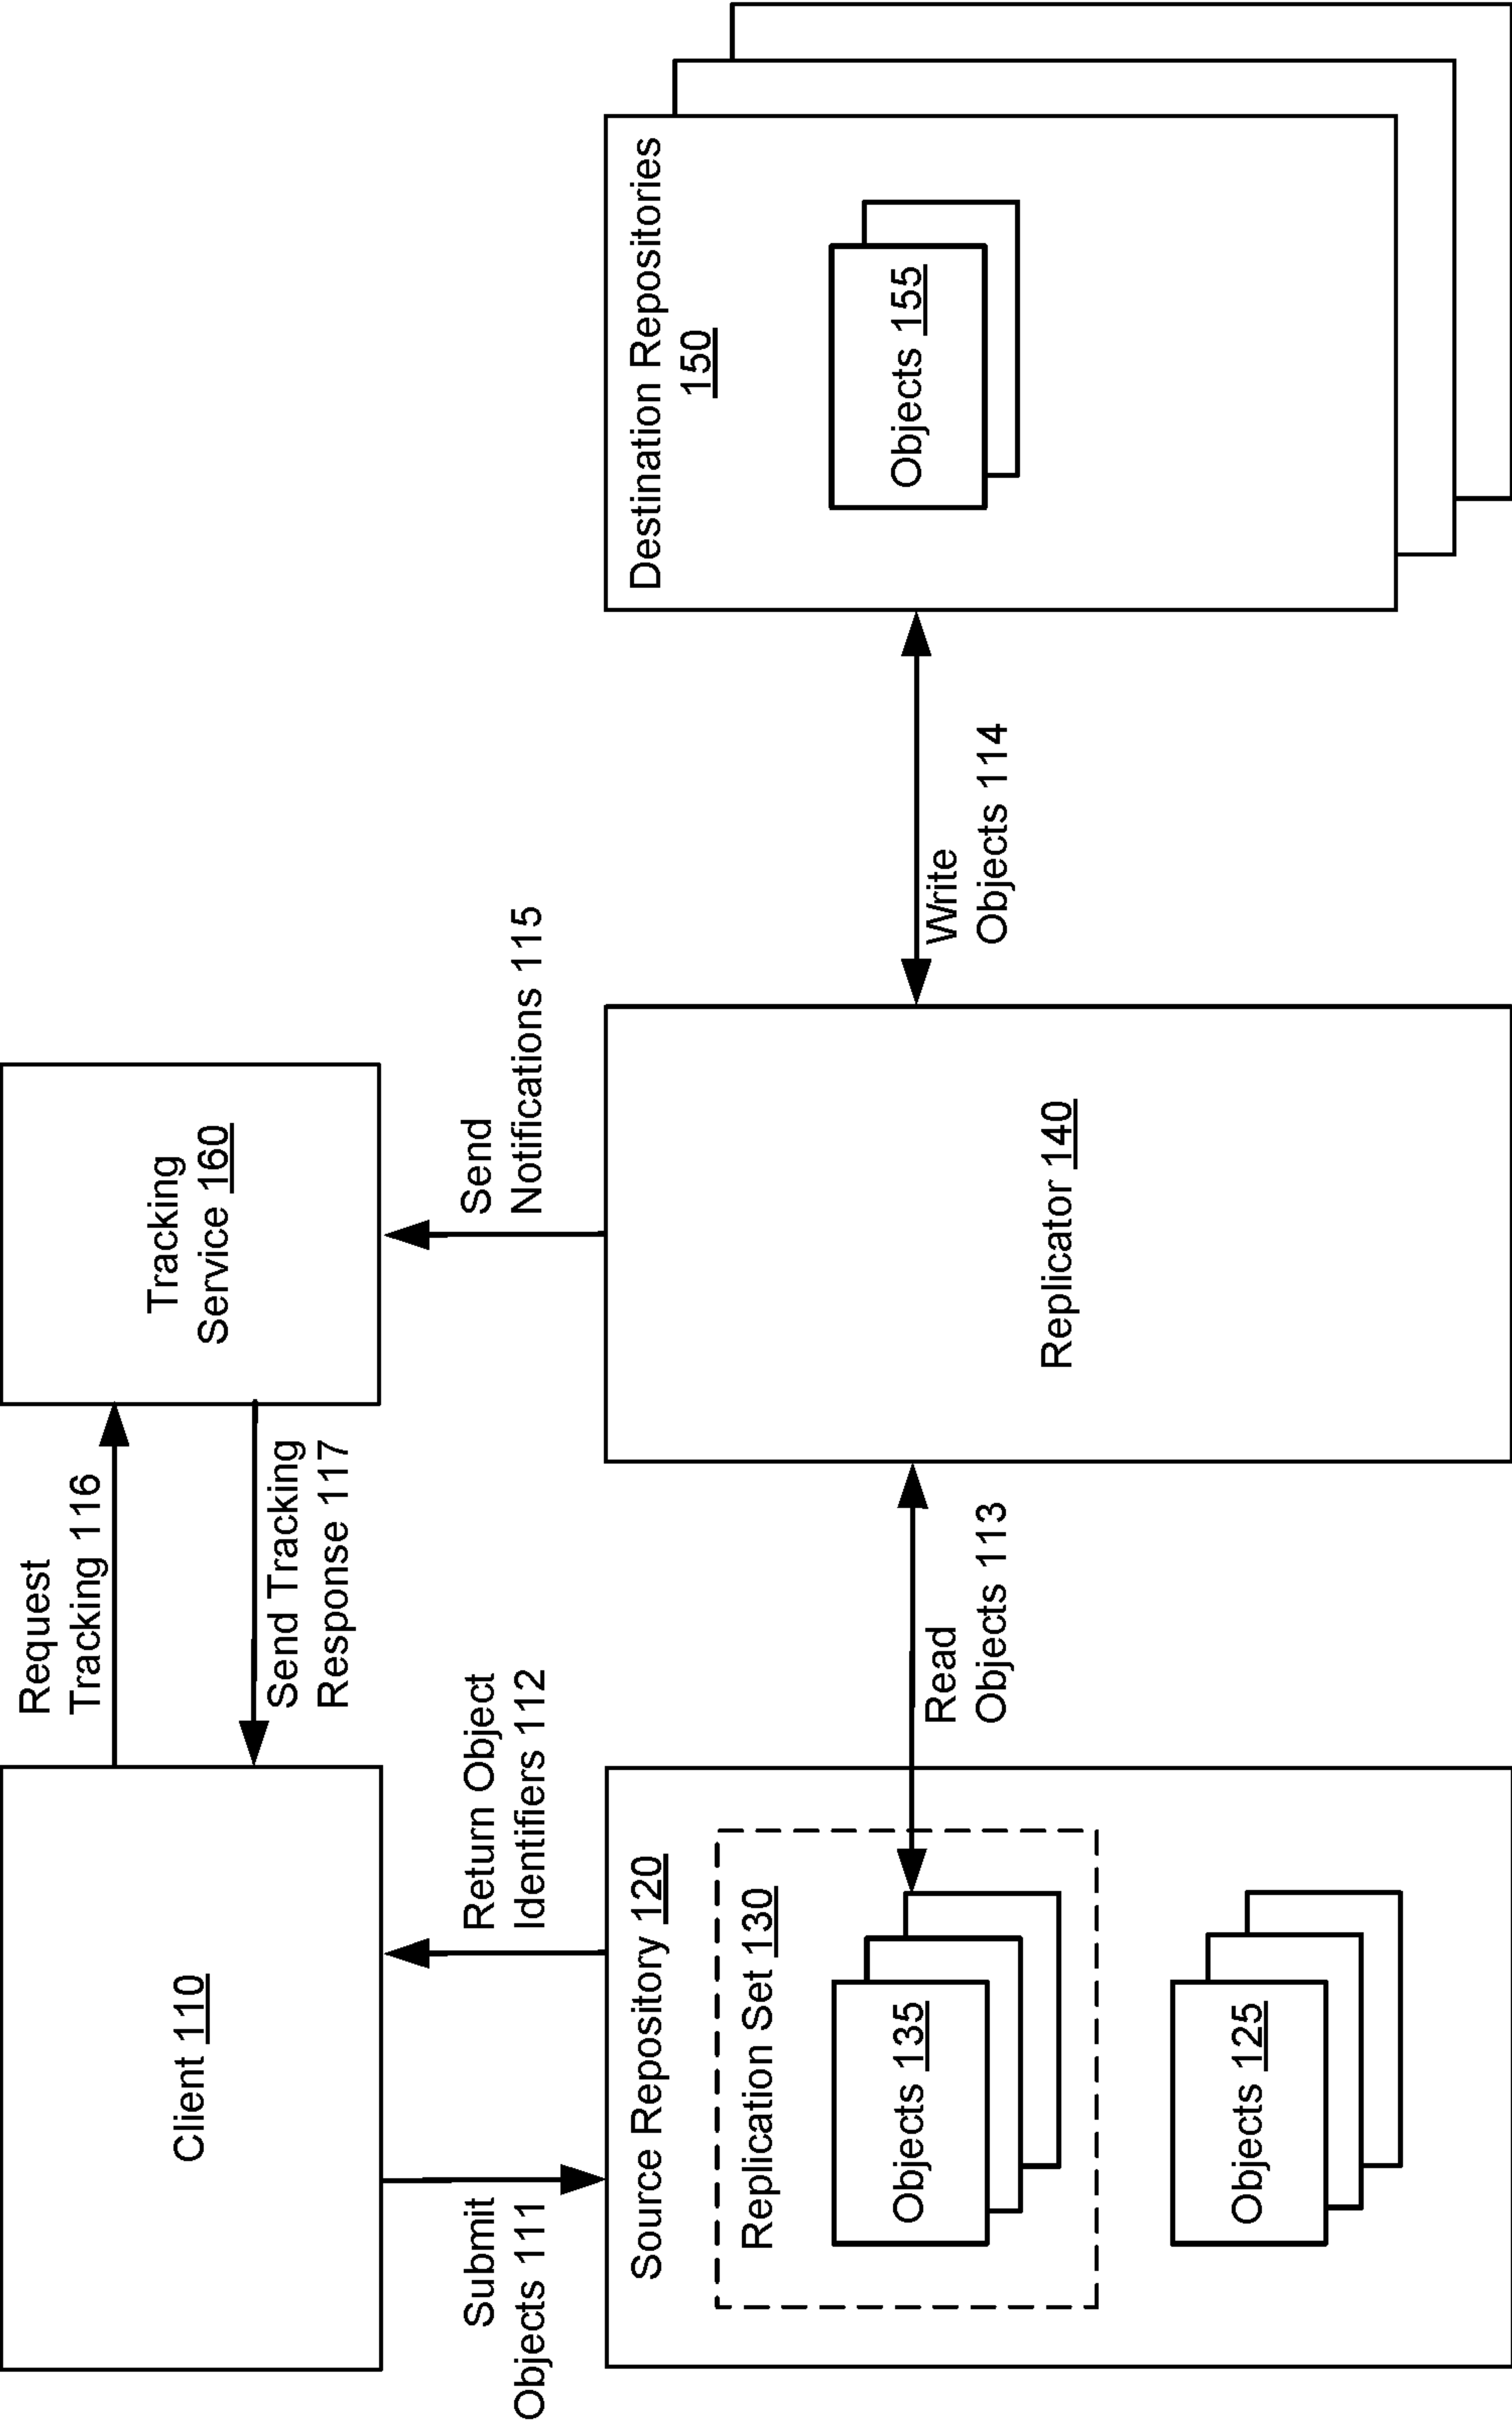 Client 110
Request
Tracking 116
Send Tracking
Response 117
Tracking
Service 160
Submit
Objects 111
Return Object
Identifiers 112
Send
Notifications 115
Source Repository 120
Replication Set 130
Objects 135
Objects 125
Read
Objects 113
Replicator 140
Write
Objects 114
Destination Repositories
150
Objects 155